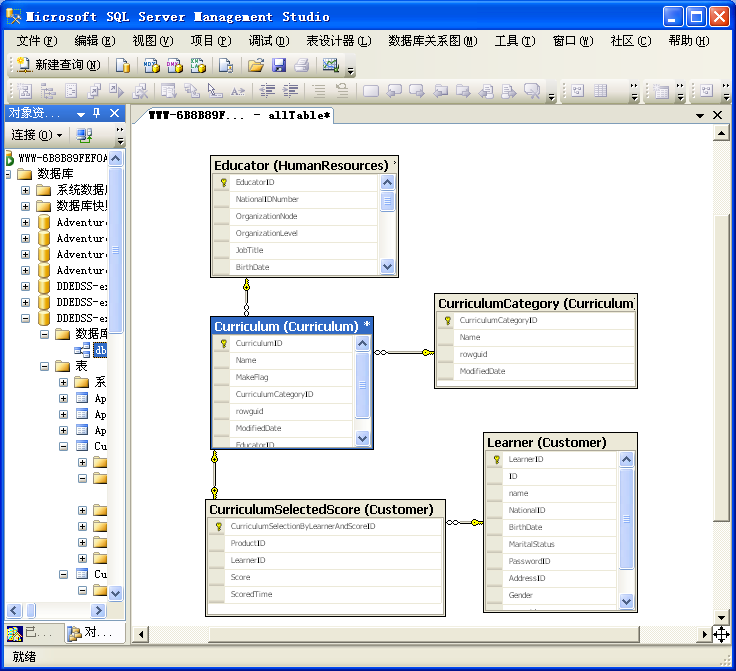 Microsoft SQL Server Management Studio
文件(F) 编辑(E) 视图(V) 项目(P) 调试(D) 表设计器(L) 数据库关系图(M) 工具(T) 窗口(W) 社区(C) 帮助(H)
新建查询(N)
对象资...
WWW-6B8B89F... - allTable*
连接(O)
WWW-6B8B89FEF0A
数据库
系统数据库
数据库快
Adventur
Adventur
Adventur
Adventur
DDEDSS-e
DDEDSS-e
DDEDSS-e
数据库
db
表
系
Ap
Ap
Ap
Cu
Cu
Educator (HumanResources) *
EducatorID
NationalIDNumber
OrganizationNode
OrganizationLevel
JobTitle
BirthDate
Curriculum (Curriculum) *
CurriculumID
Name
MakeFlag
CurriculumCategoryID
rowguid
ModifiedDate
EducatorID
CurriculumCategory (Curriculum)
CurriculumCategoryID
Name
rowguid
ModifiedDate
Learner (Customer)
LearnerID
ID
name
NationalID
BirthDate
MaritalStatus
PasswordID
AddressID
Gender
CurriculumSelectedScore (Customer)
CurriculumSelectionByLearnerAndScoreID
ProductID
LearnerID
Score
ScoredTime
已...
对...
就绪